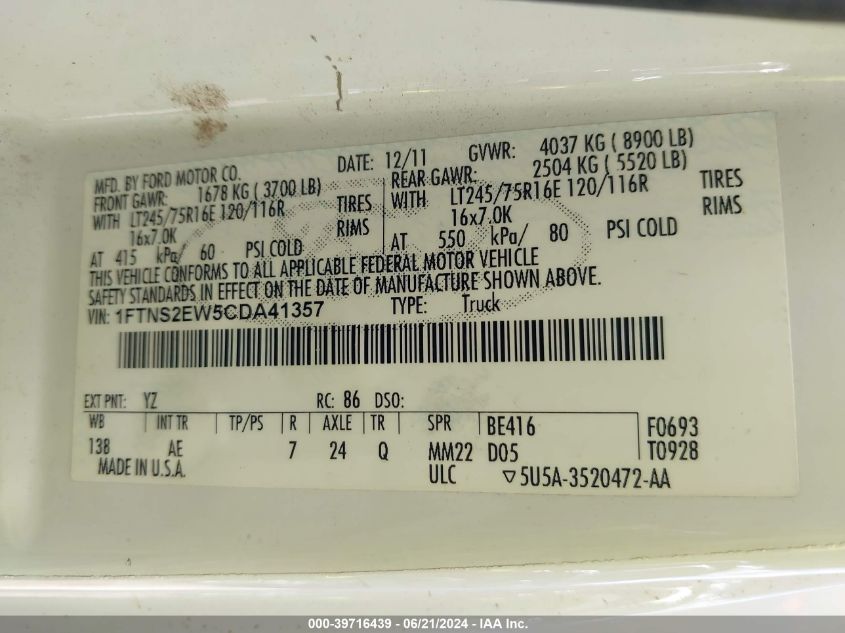 MFD. BY FORD MOTOR CO. DATE: 12/11 GVWR: 4037 KG ( 8900 LB)
FRONT GAWR: 1678 KG ( 3700 LB) REAR GAWR: 2504 KG ( 5520 LB)
WITH LT245/75R16E 120/116R TIRES WITH LT245/75R16E 120/116R TIRES
16x7.0K RIMS 16x7.0K RIMS
AT 415 kPa/ 60 PSI COLD AT 550 kPa/ 80 PSI COLD
THIS VEHICLE CONFORMS TO ALL APPLICABLE FEDERAL MOTOR VEHICLE
SAFETY STANDARDS IN EFFECT ON THE DATE OF MANUFACTURE SHOWN ABOVE.
VIN: 1FTNS2EW5CDA41357 TYPE: Truck
EXT PNT: YZ RC: 86 DSO:
WB INT TR TP/PS R AXLE TR SPR BE416 F0693
138 AE 7 24 Q MM22 D05 T0928
MADE IN U.S.A. ULC ▽5U5A-3520472-AA
000-39716439 - 06/21/2024 - IAA Inc.